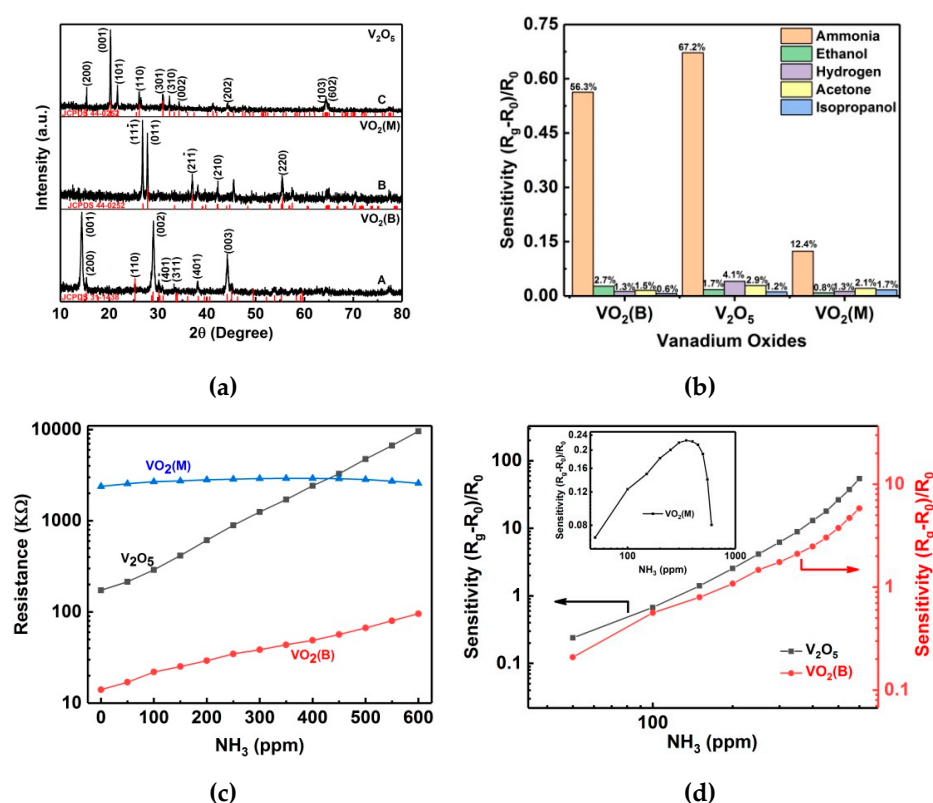 V₂O₅
(001)
(200)
(101)
(110)
(301)
(310)
(002)
(202)
(103)
(602)
C
JCPDS 44-0252
VO₂(M)
(11̄1)
(011)
(2̄11)
(210)
(220)
B
JCPDS 44-0252
VO₂(B)
(001)
(200)
(110)
(002)
(401)
(311)
(401)
(003)
A
JCPDS 31-1438
Intensity (a.u.)
10 20 30 40 50 60 70 80
2θ (Degree)
(a)
Sensitivity (Rg-R0)/R0
0.75
0.60
0.45
0.30
0.15
0.00
56.3%
2.7%
1.3%
1.5%
0.6%
67.2%
1.7%
4.1%
2.9%
1.2%
12.4%
0.8%
1.3%
2.1%
1.7%
Ammonia
Ethanol
Hydrogen
Acetone
Isopropanol
VO₂(B) V₂O₅ VO₂(M)
Vanadium Oxides
(b)
Resistance (KΩ)
10000
1000
100
10
VO₂(M)
V₂O₅
VO₂(B)
0 100 200 300 400 500 600
NH₃ (ppm)
(c)
Sensitivity (Rg-R0)/R0
100
10
1
0.1
Sensitivity (Rg-R0)/R0
0.24
0.16
0.12
0.08
VO₂(M)
100 1000
NH₃ (ppm)
V₂O₅
VO₂(B)
10
1
0.1
Sensitivity (Rg-R0)/R0
100
NH₃ (ppm)
(d)